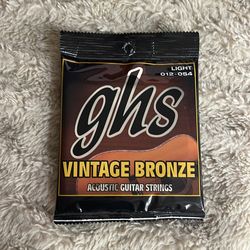 LIGHT
012-054
ghs
VINTAGE BRONZE
ACOUSTIC GUITAR STRINGS